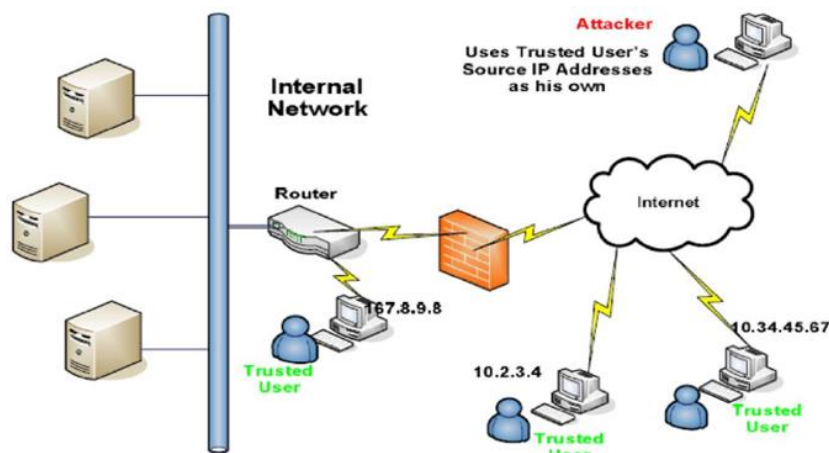 Attacker
Uses Trusted User's
Source IP Addresses
as his own
Internal
Network
Router
Internet
167.8.9.8
Trusted
User
10.2.3.4
Trusted
User
10.34.45.67
Trusted
User